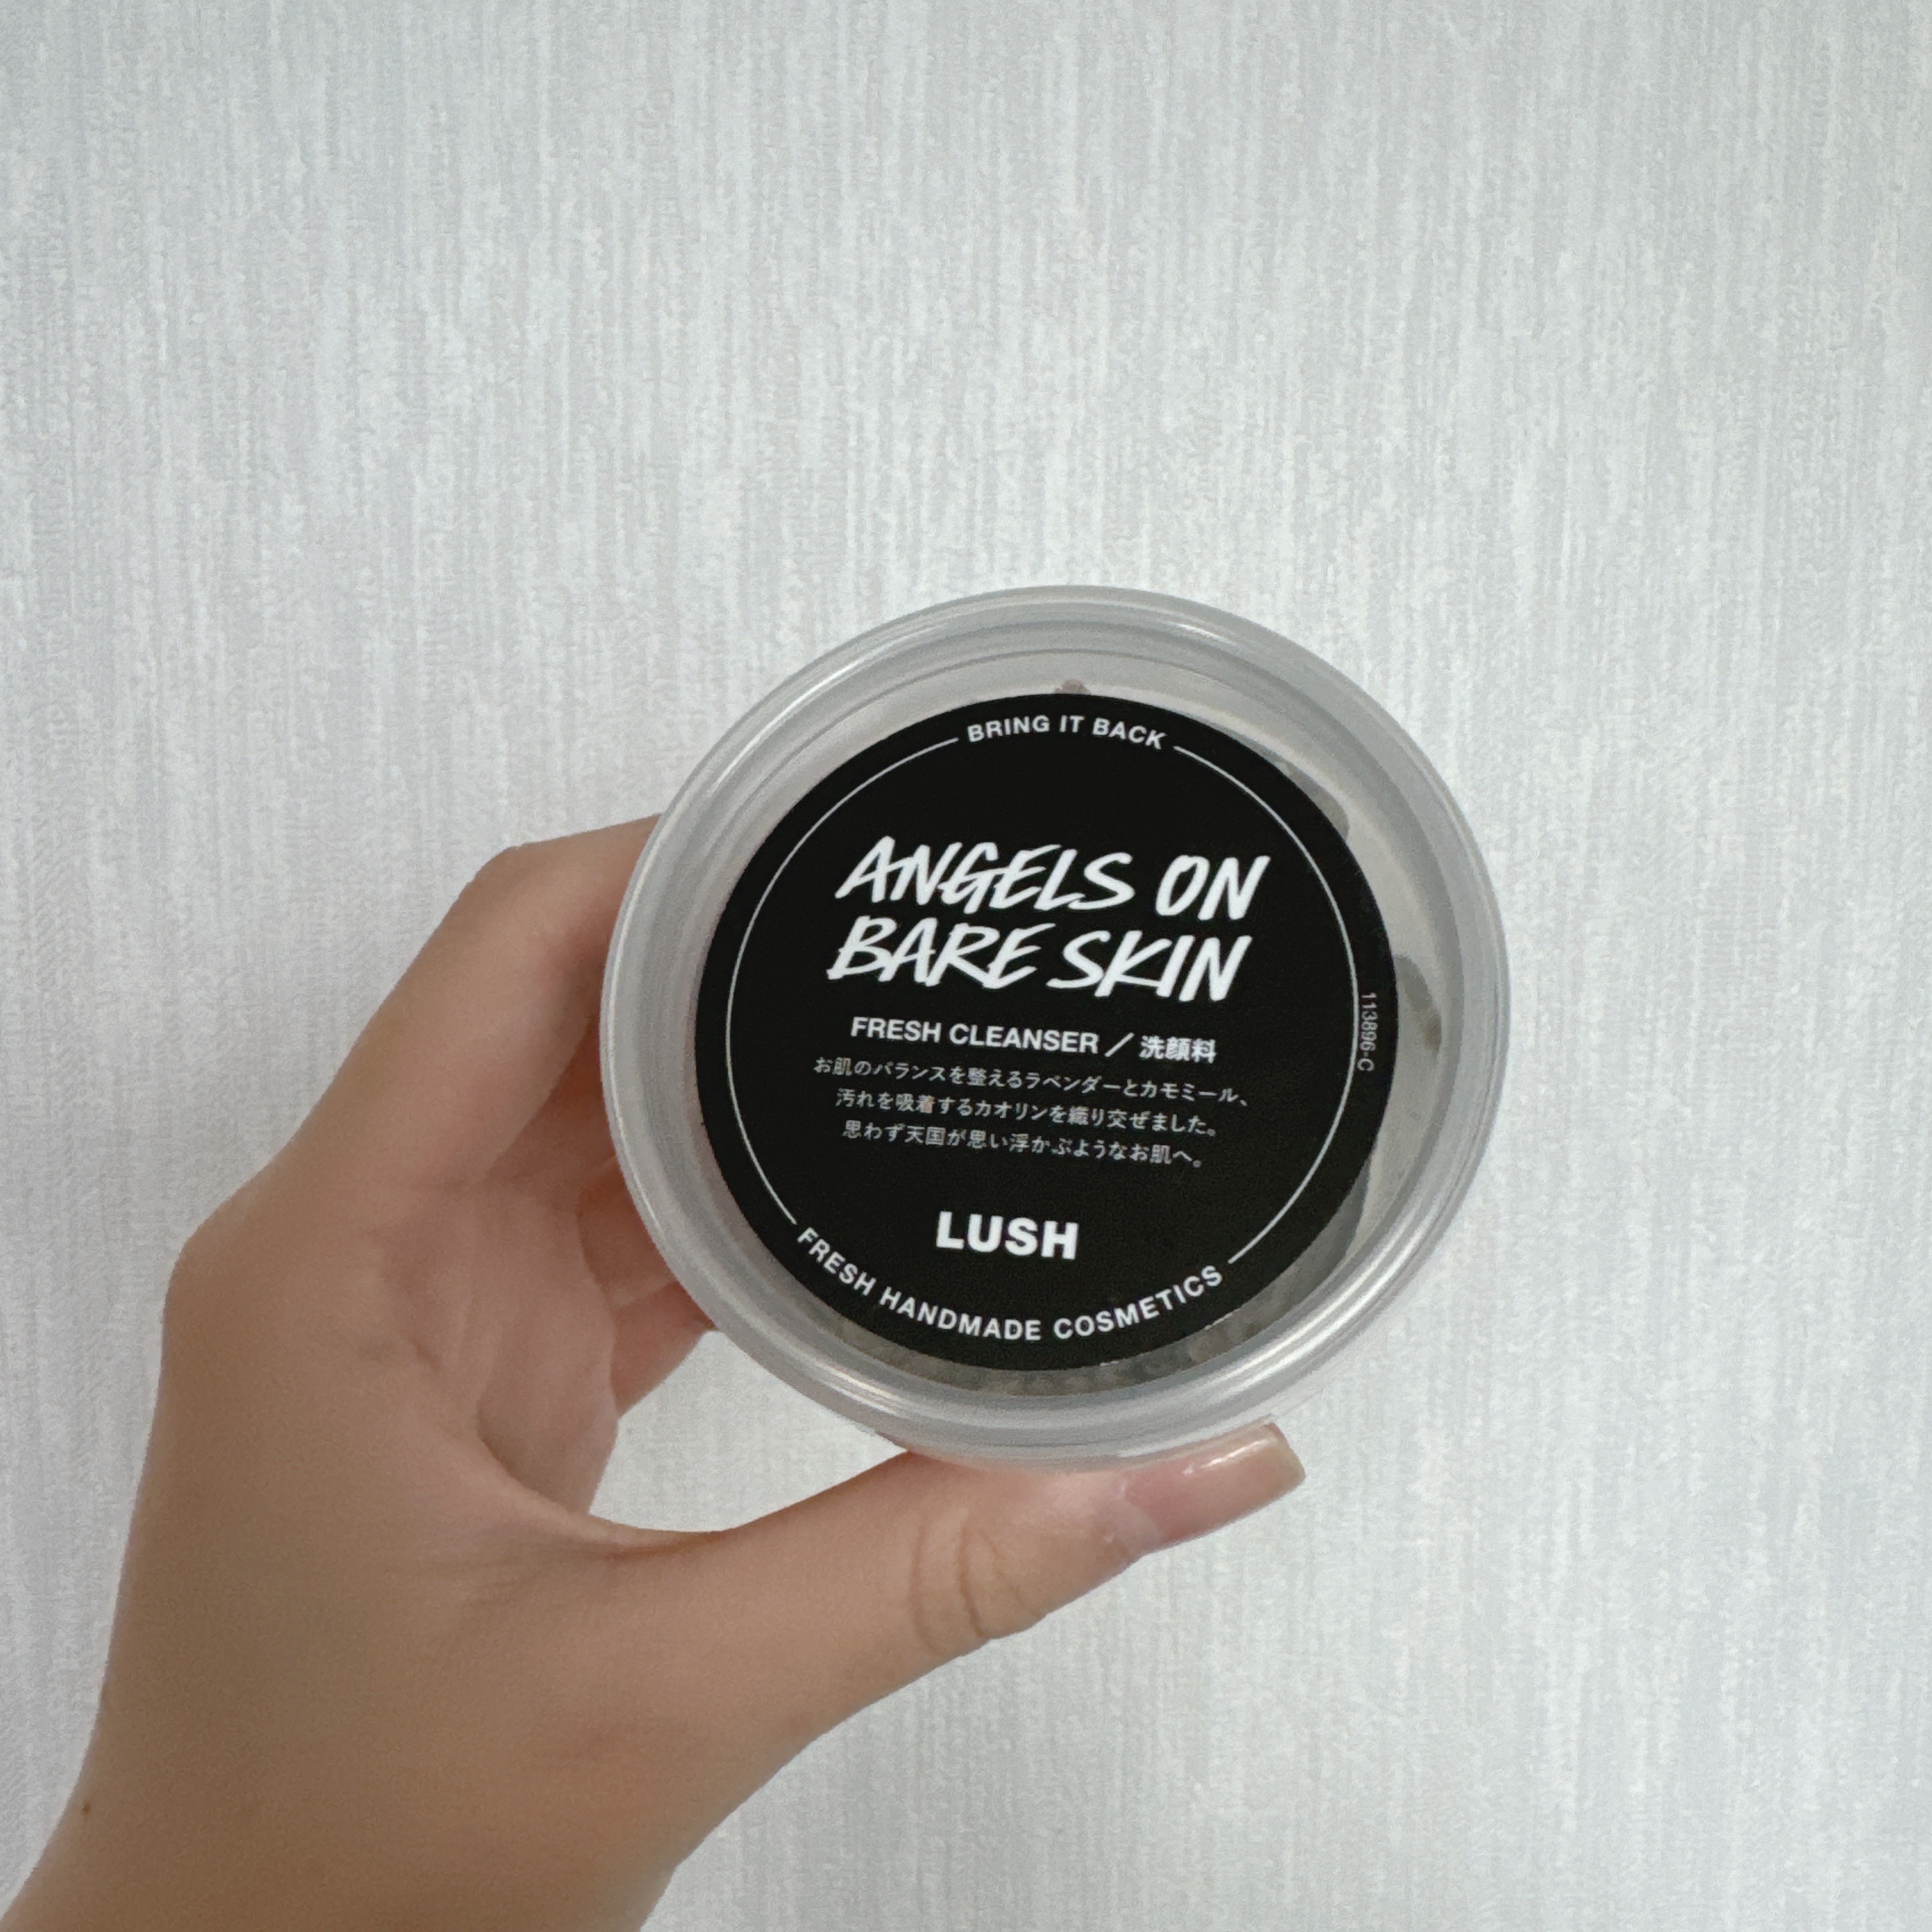 BRING IT BACK
ANGELS ON
BARE SKIN
FRESH CLEANSER / 洗顔料
お肌のバランスを整えるラベンダーとカモミール、
汚れを吸着するカオリンを織り交ぜました。
思わず天国が思い浮かぶようなお肌へ。
113896-C
LUSH
FRESH HANDMADE COSMETICS